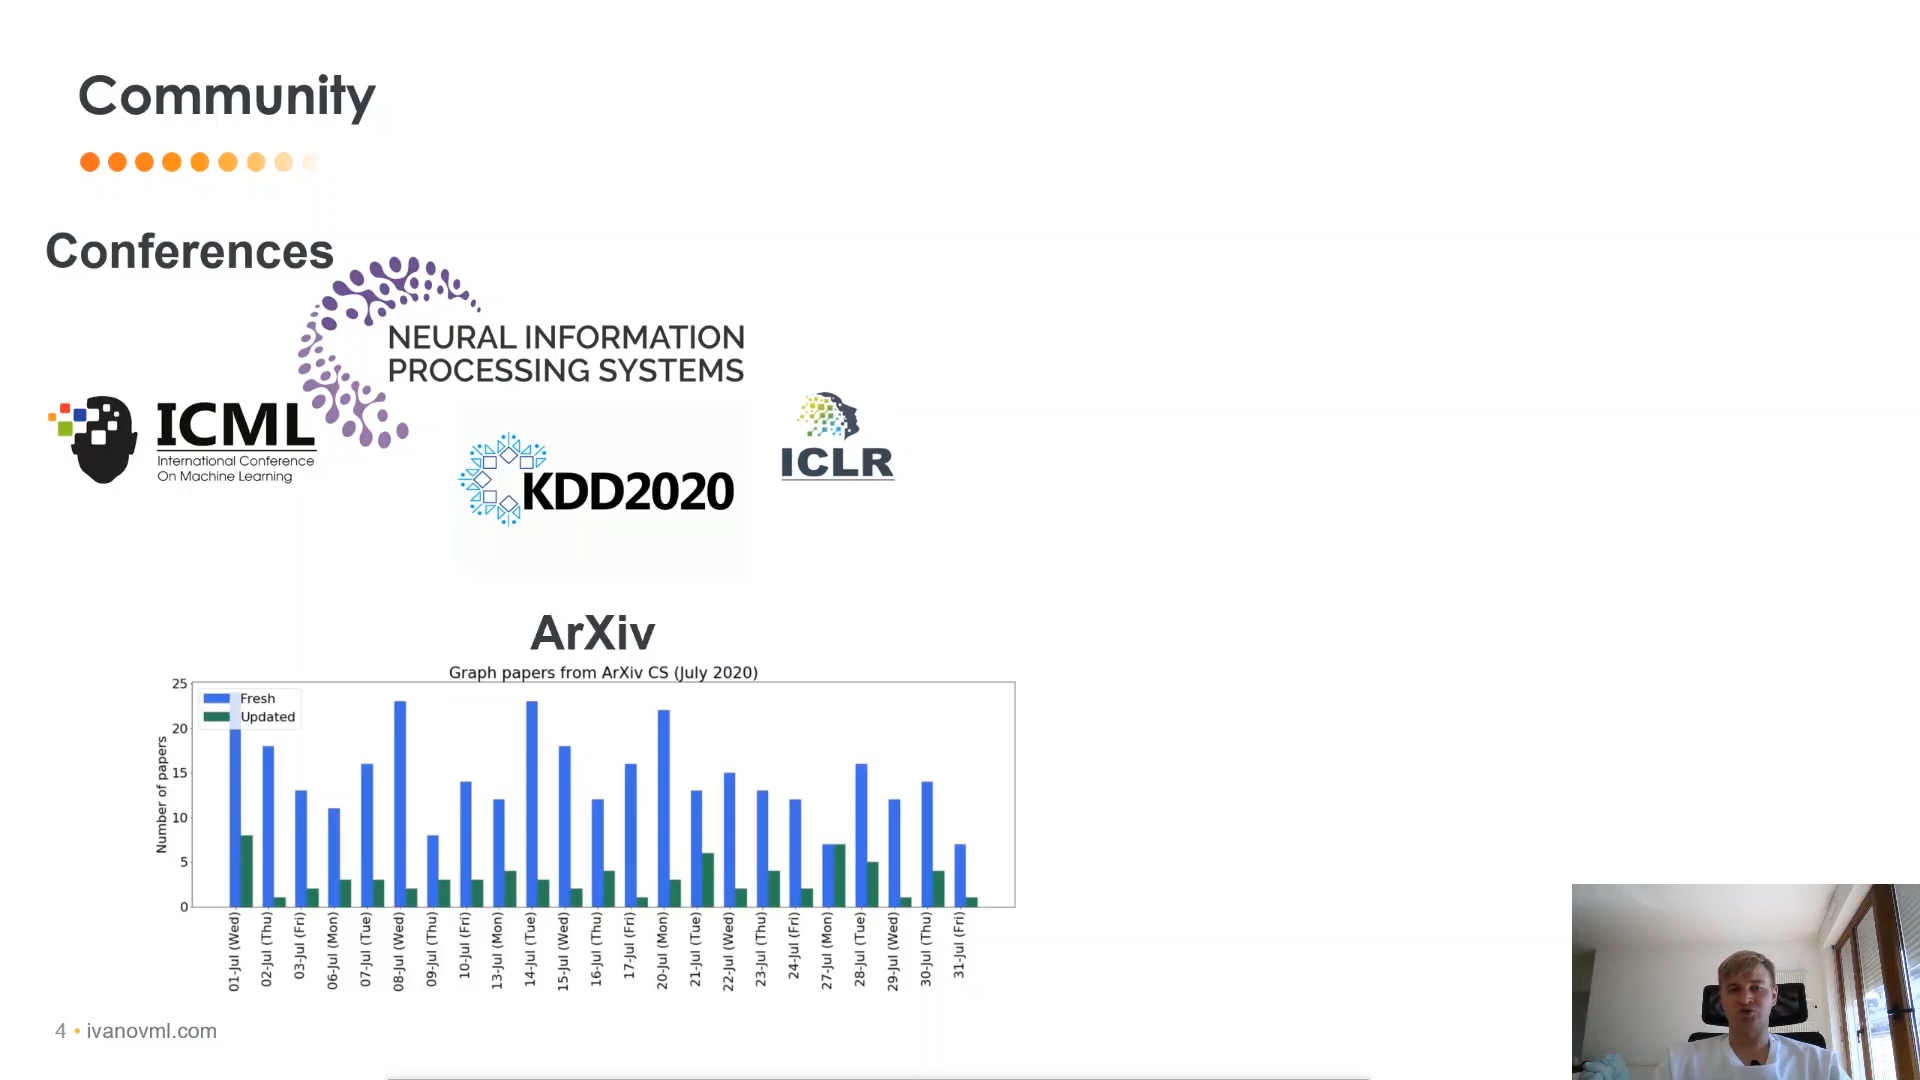 Community
Conferences
NEURAL INFORMATION
PROCESSING SYSTEMS
ICML
International Conference
On Machine Learning
KDD2020
ICLR
ArXiv
Graph papers from ArXiv CS (July 2020)
Fresh
Updated
Number of papers
25
20
15
10
5
0
01-Jul (Wed)
02-Jul (Thu)
03-Jul (Fri)
06-Jul (Mon)
07-Jul (Tue)
08-Jul (Wed)
09-Jul (Thu)
10-Jul (Fri)
13-Jul (Mon)
14-Jul (Tue)
15-Jul (Wed)
16-Jul (Thu)
17-Jul (Fri)
20-Jul (Mon)
21-Jul (Tue)
22-Jul (Wed)
23-Jul (Thu)
24-Jul (Fri)
27-Jul (Mon)
28-Jul (Tue)
29-Jul (Wed)
30-Jul (Thu)
31-Jul (Fri)
4 • ivanovml.com